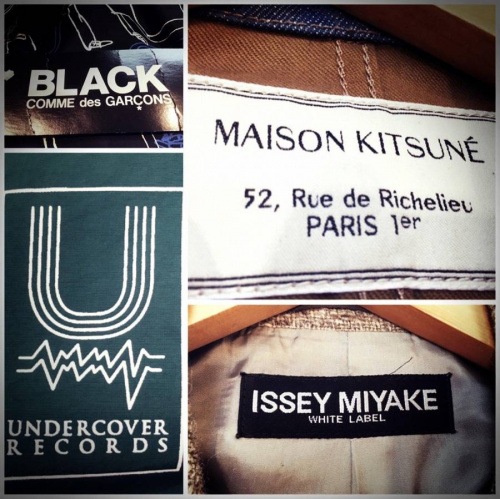 BLACK
COMME des GARÇONS
MAISON KITSUNÉ
52, Rue de Richelieu
PARIS 1er
U
UNDERCOVER
RECORDS
ISSEY MIYAKE
WHITE LABEL